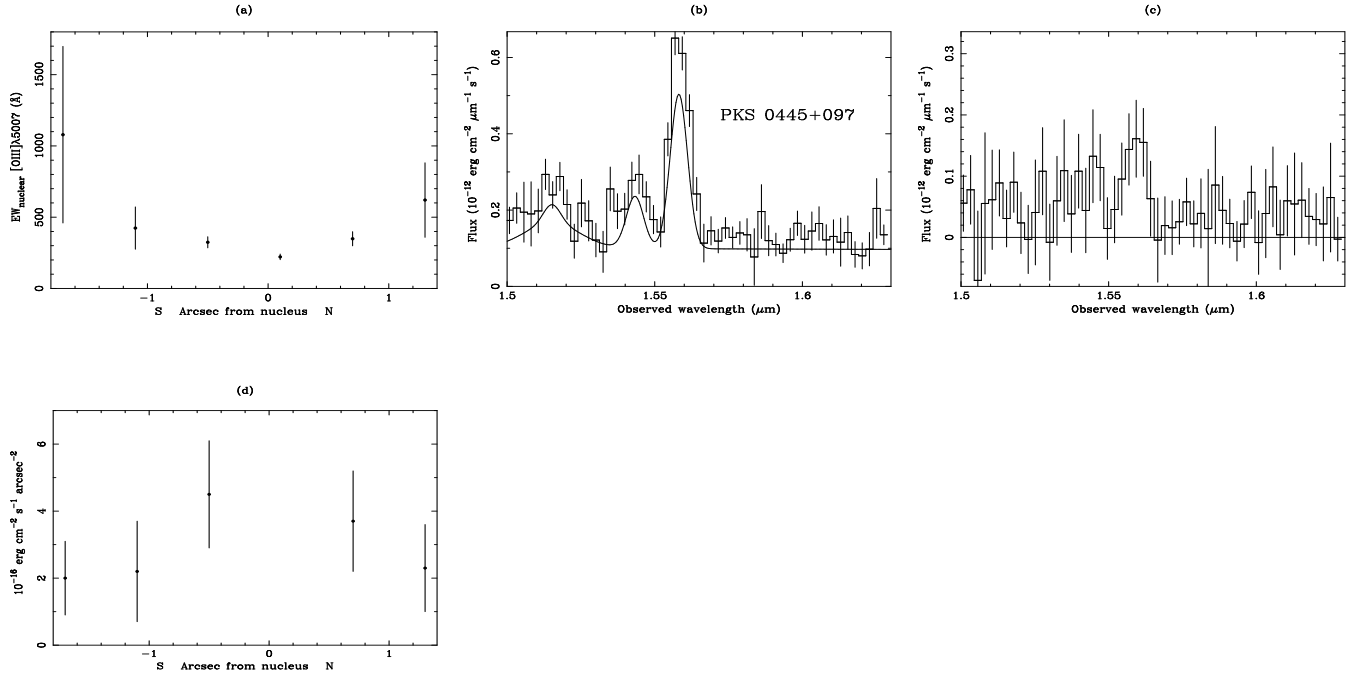 (a)
EW_nuclear [OIII]λ5007 (Å)
1500
1000
500
0
−1 0 1
S Arcsec from nucleus N
(b)
Flux (10⁻¹² erg cm⁻² μm⁻¹ s⁻¹)
0.6
0.4
0.2
0
PKS 0445+097
1.5 1.55 1.6
Observed wavelength (μm)
(c)
Flux (10⁻¹² erg cm⁻² μm⁻¹ s⁻¹)
0.3
0.2
0.1
0
1.5 1.55 1.6
Observed wavelength (μm)
(d)
10⁻¹⁶ erg cm⁻² s⁻¹ arcsec⁻²
6
4
2
0
−1 0 1
S Arcsec from nucleus N